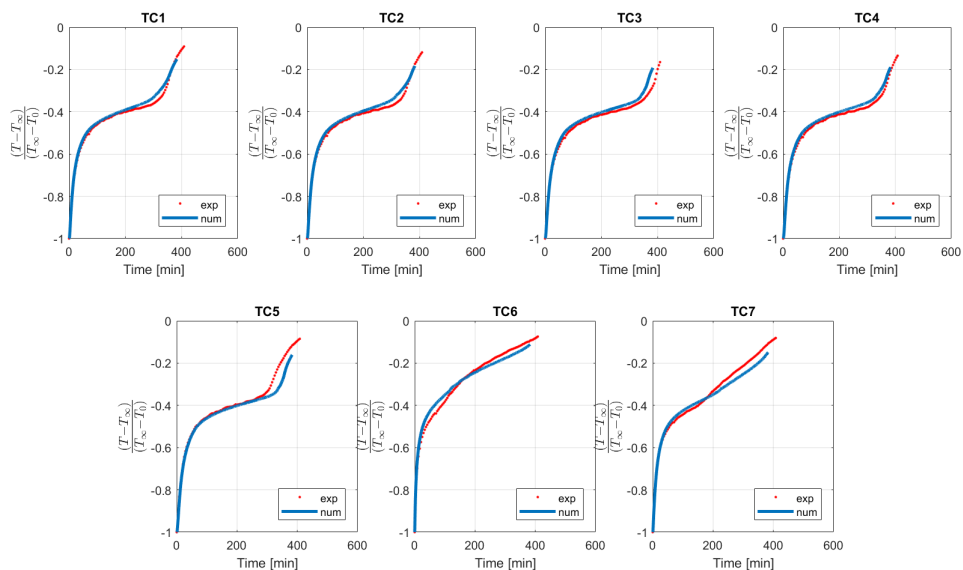 TC1
0
-0.2
-0.4
-0.6
-0.8
-1
(T − T∞)
(T∞ − T0)
exp
num
0 200 400 600
Time [min]
TC2
0
-0.2
-0.4
-0.6
-0.8
-1
(T − T∞)
(T∞ − T0)
exp
num
0 200 400 600
Time [min]
TC3
0
-0.2
-0.4
-0.6
-0.8
-1
(T − T∞)
(T∞ − T0)
exp
num
0 200 400 600
Time [min]
TC4
0
-0.2
-0.4
-0.6
-0.8
-1
(T − T∞)
(T∞ − T0)
exp
num
0 200 400 600
Time [min]
TC5
0
-0.2
-0.4
-0.6
-0.8
-1
(T − T∞)
(T∞ − T0)
exp
num
0 200 400 600
Time [min]
TC6
0
-0.2
-0.4
-0.6
-0.8
-1
(T − T∞)
(T∞ − T0)
exp
num
0 200 400 600
Time [min]
TC7
0
-0.2
-0.4
-0.6
-0.8
-1
(T − T∞)
(T∞ − T0)
exp
num
0 200 400 600
Time [min]